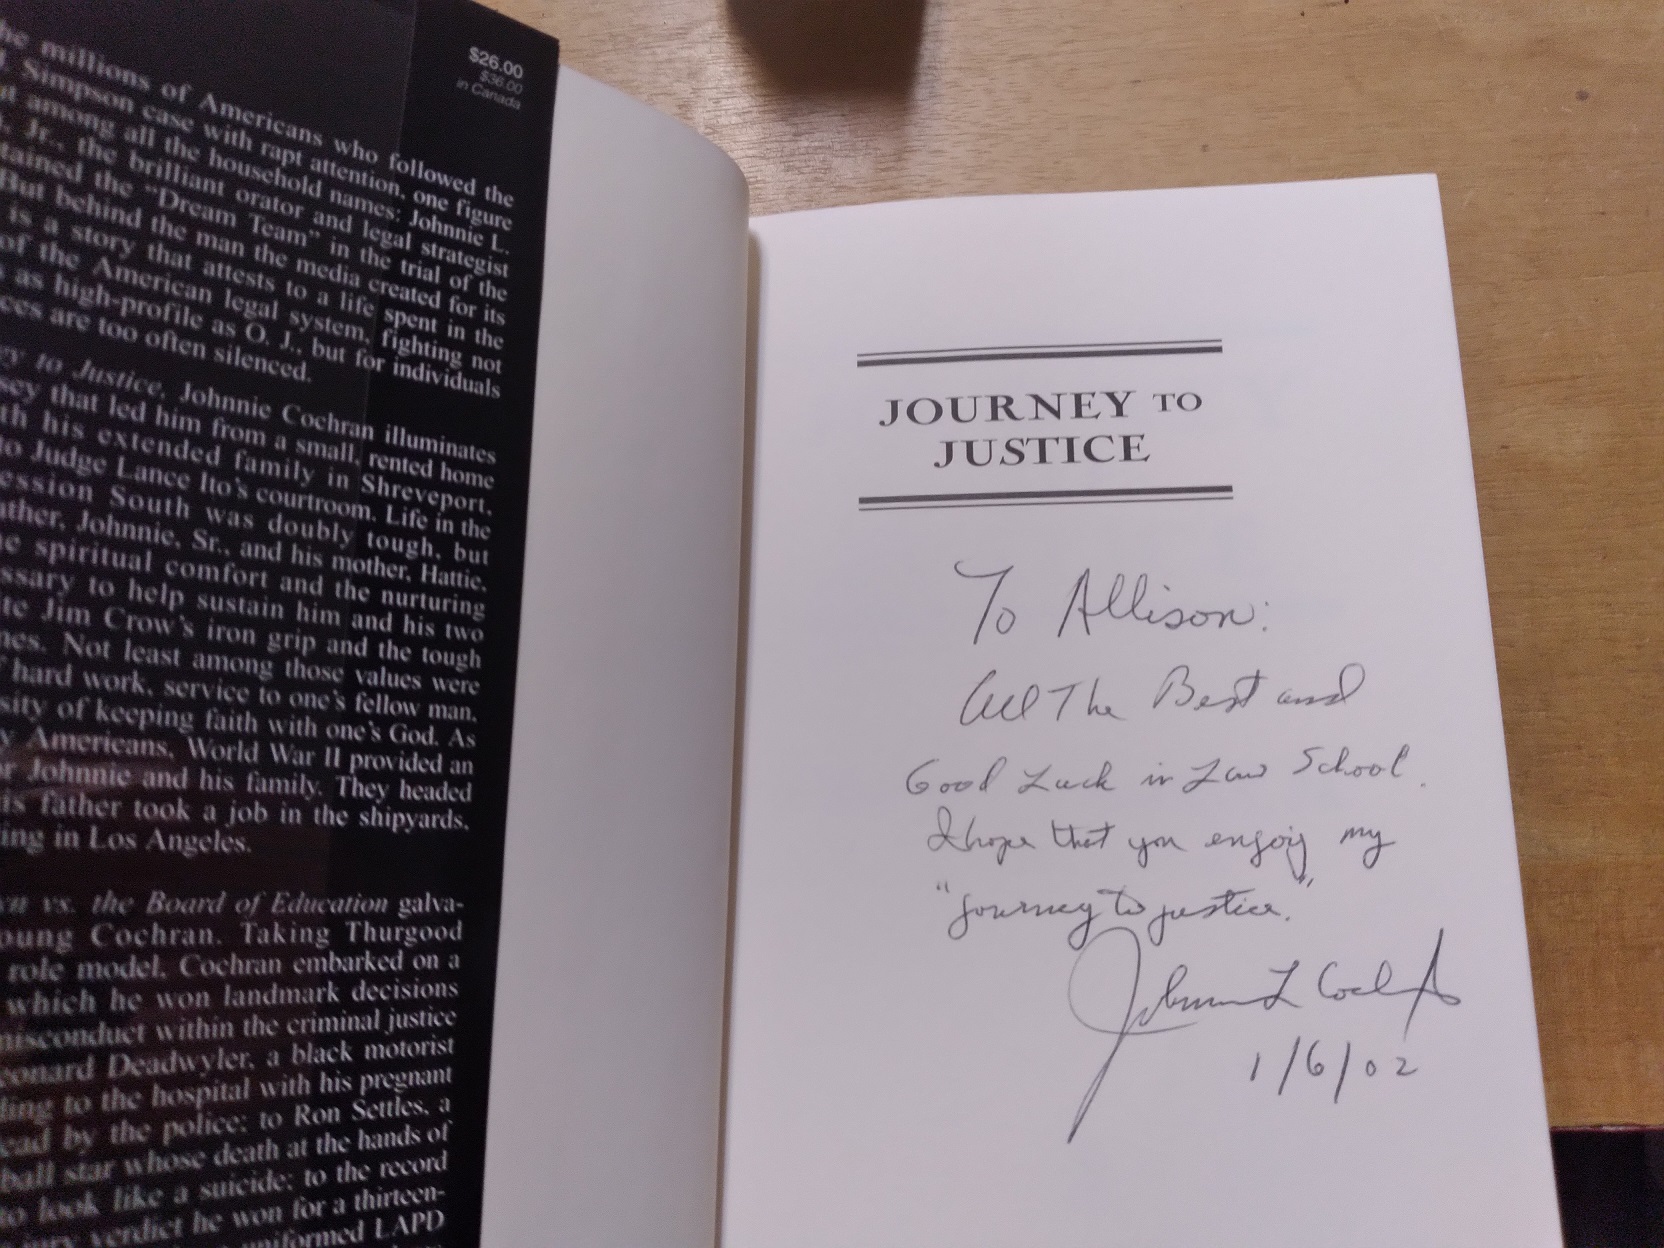 $26.00
$36.00
in Canada
he millions of Americans who followed the
Simpson case with rapt attention, one figure
among all the household names: Johnnie L.
Jr., the brilliant orator and legal strategist
tained the "Dream Team" in the trial of the
But behind the man the media created for its
is a story that attests to a life spent in the
of the American legal system, fighting not
as high-profile as O. J., but for individuals
ces are too often silenced.
ey to Justice, Johnnie Cochran illuminates
sey that led him from a small, rented home
th his extended family in Shreveport,
to Judge Lance Ito's courtroom. Life in the
ession South was doubly tough, but
ather, Johnnie, Sr., and his mother, Hattie,
e spiritual comfort and the nurturing
ssary to help sustain him and his two
te Jim Crow's iron grip and the tough
nes. Not least among those values were
hard work, service to one's fellow man,
sity of keeping faith with one's God. As
y Americans, World War II provided an
or Johnnie and his family. They headed
is father took a job in the shipyards,
ing in Los Angeles.
n vs. the Board of Education galva-
oung Cochran. Taking Thurgood
role model, Cochran embarked on a
which he won landmark decisions
misconduct within the criminal justice
eonard Deadwyler, a black motorist
ding to the hospital with his pregnant
ead by the police; to Ron Settles, a
ball star whose death at the hands of
to look like a suicide; to the record
jury verdict he won for a thirteen-
uniformed LAPD
JOURNEY TO
JUSTICE
To Allison:
All The Best and
Good Luck in Law School.
I hope that you enjoy my
"journey to justice."
Johnnie L Cochran
1/6/02